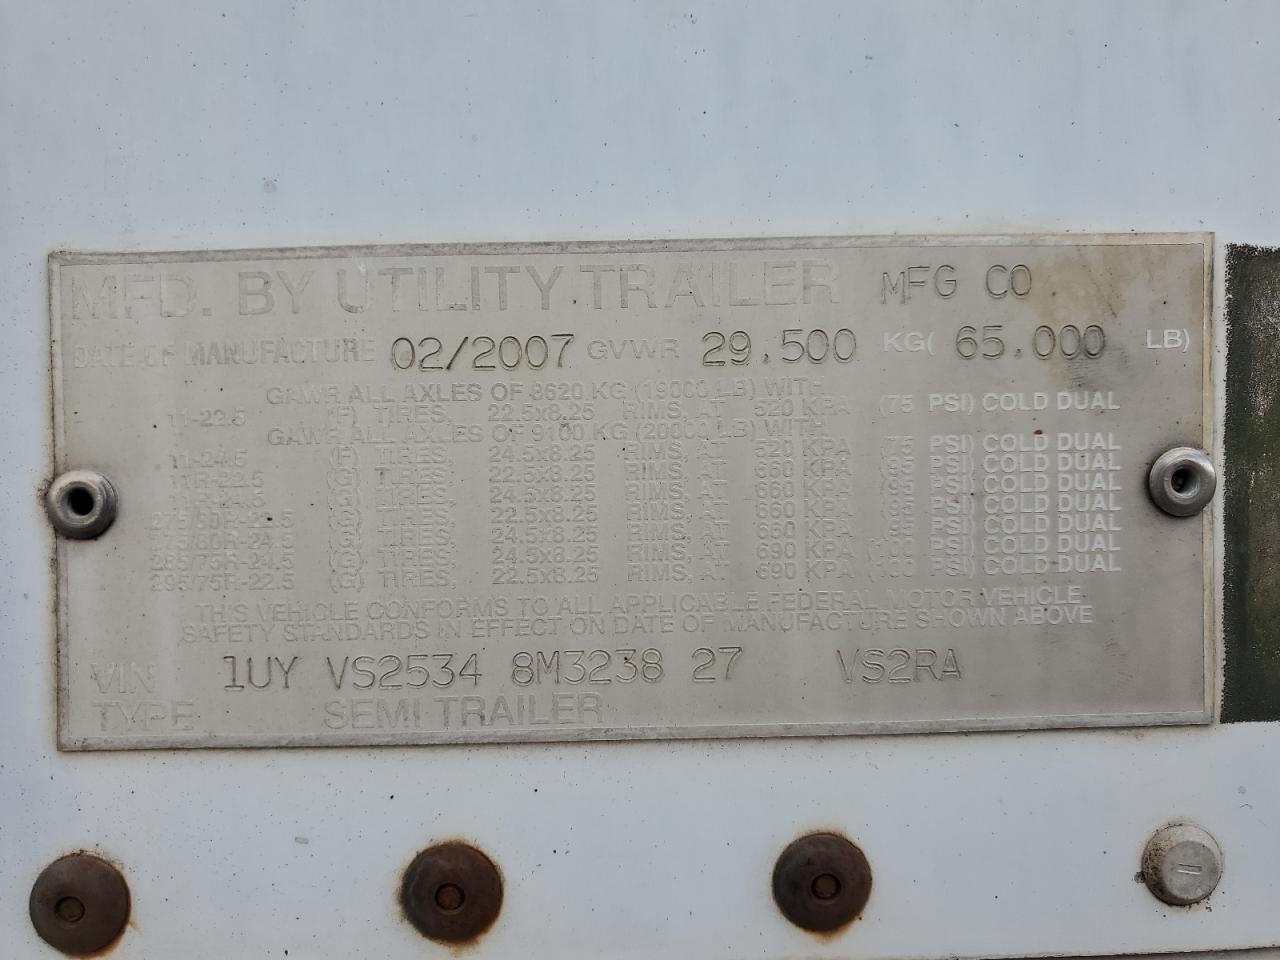 MFD. BY UTILITY TRAILER MFG CO
DATE OF MANUFACTURE 02/2007 GVWR 29.500 KG( 65.000 LB)
GAWR ALL AXLES OF 8620 KG (19000 LB) WITH
11-22.5 (F) TIRES, 22.5x8.25 RIMS, AT 520 KPA (75 PSI) COLD DUAL
GAWR ALL AXLES OF 9100 KG (20000 LB) WITH
11-24.5 (F) TIRES, 24.5x8.25 RIMS, AT 520 KPA (75 PSI) COLD DUAL
11R-22.5 (G) TIRES, 22.5x8.25 RIMS, AT 660 KPA (95 PSI) COLD DUAL
11R-24.5 (G) TIRES, 24.5x8.25 RIMS, AT 660 KPA (95 PSI) COLD DUAL
275/80R-22.5 (G) TIRES, 22.5x8.25 RIMS, AT 660 KPA (95 PSI) COLD DUAL
275/80R-24.5 (G) TIRES, 24.5x8.25 RIMS, AT 660 KPA (95 PSI) COLD DUAL
285/75R-24.5 (G) TIRES, 24.5x8.25 RIMS, AT 690 KPA (100 PSI) COLD DUAL
295/75R-22.5 (G) TIRES, 22.5x8.25 RIMS, AT 690 KPA (100 PSI) COLD DUAL
THIS VEHICLE CONFORMS TO ALL APPLICABLE FEDERAL MOTOR VEHICLE
SAFETY STANDARDS IN EFFECT ON DATE OF MANUFACTURE SHOWN ABOVE
VIN 1UY VS2534 8M3238 27 VS2RA
TYPE SEMI TRAILER